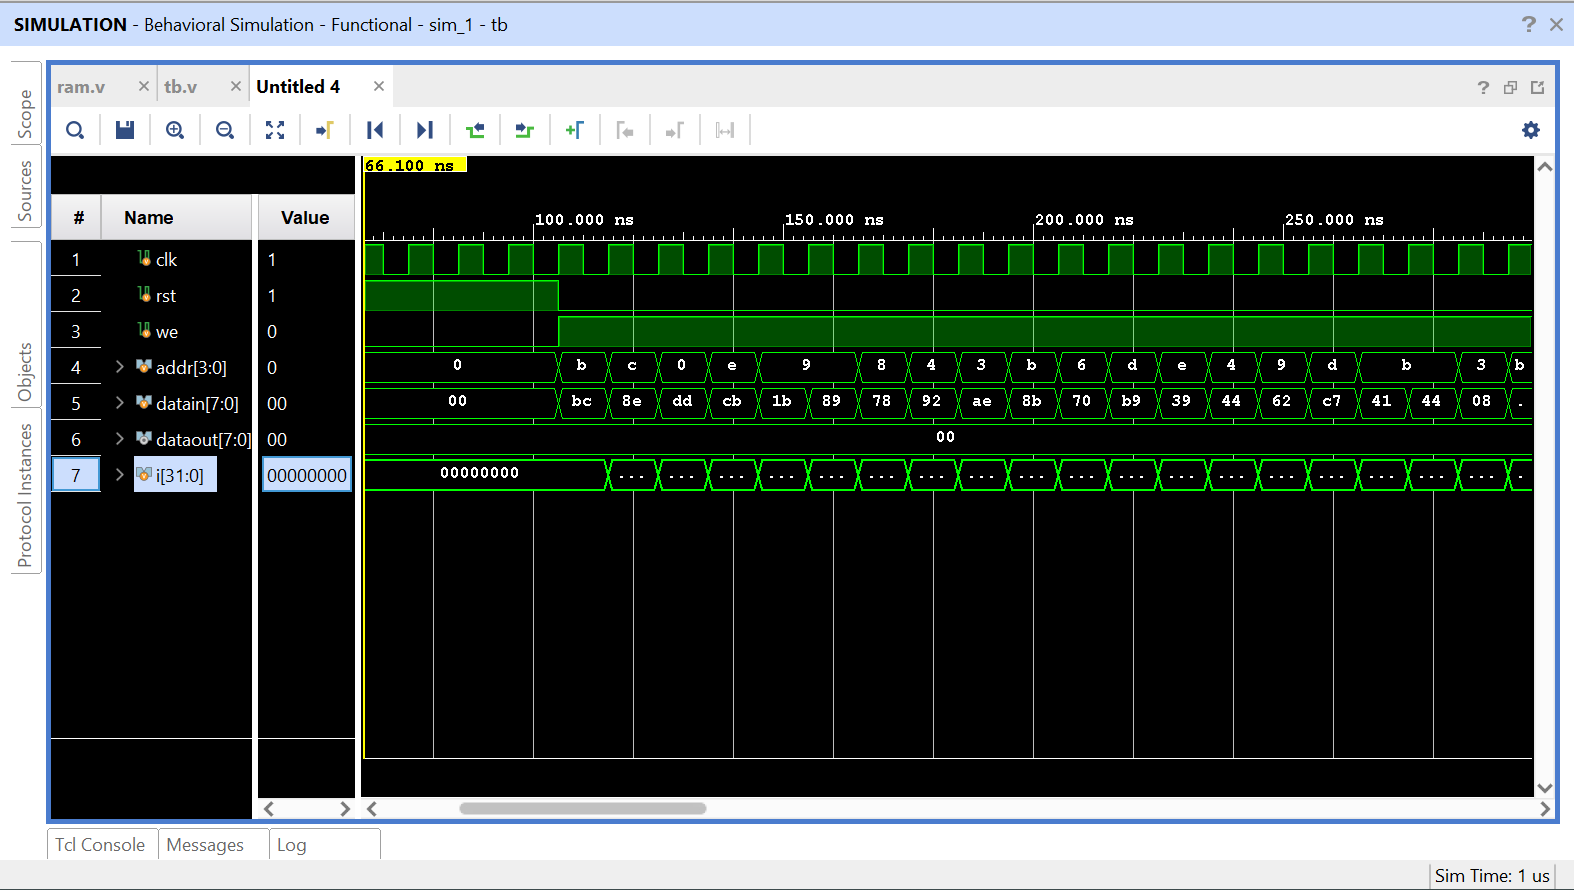 SIMULATION - Behavioral Simulation - Functional - sim_1 - tb
ram.v tb.v Untitled 4
Scope
Sources
Objects
Protocol Instances
66.100 ns
100.000 ns 150.000 ns 200.000 ns 250.000 ns
# Name Value
1 clk 1
2 rst 1
3 we 0
4 addr[3:0] 0 0 b c 0 e 9 8 4 3 b 6 d e 4 9 d b 3 b
5 datain[7:0] 00 00 bc 8e dd cb 1b 89 78 92 ae 8b 70 b9 39 44 62 c7 41 44 08 .
6 dataout[7:0] 00 00
7 i[31:0] 00000000 00000000 ... ... ... ... ... ... ... ... ... ... ... ... ... ... ... ... ... ... .
Tcl Console Messages Log
Sim Time: 1 us